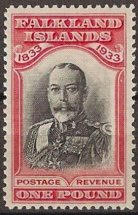 FALKLAND
ISLANDS
1833 1933
POSTAGE REVENUE
ONE POUND